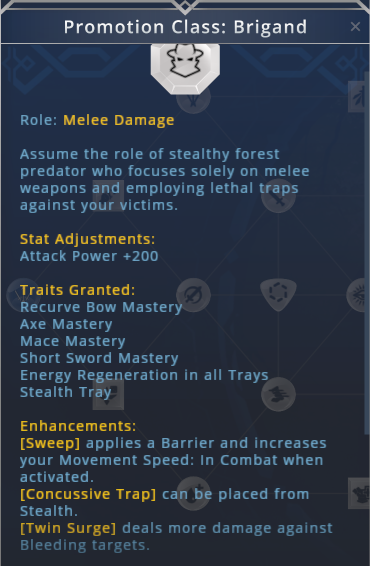 Promotion Class: Brigand
Role: Melee Damage
Assume the role of stealthy forest
predator who focuses solely on melee
weapons and employing lethal traps
against your victims.
Stat Adjustments:
Attack Power +200
Traits Granted:
Recurve Bow Mastery
Axe Mastery
Mace Mastery
Short Sword Mastery
Energy Regeneration in all Trays
Stealth Tray
Enhancements:
[Sweep] applies a Barrier and increases
your Movement Speed: In Combat when
activated.
[Concussive Trap] can be placed from
Stealth.
[Twin Surge] deals more damage against
Bleeding targets.